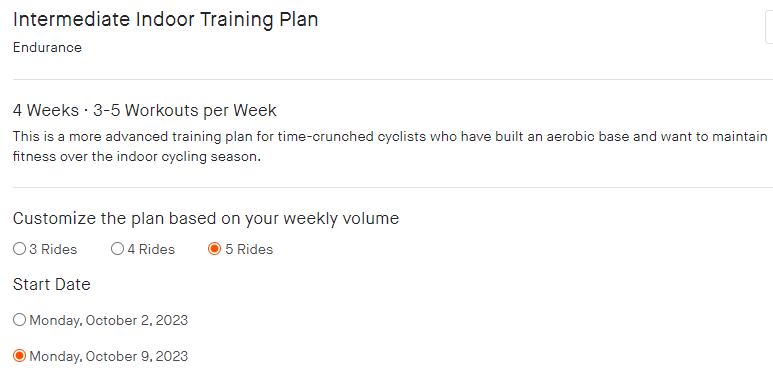 Intermediate Indoor Training Plan
Endurance
4 Weeks · 3-5 Workouts per Week
This is a more advanced training plan for time-crunched cyclists who have built an aerobic base and want to maintain
fitness over the indoor cycling season.
Customize the plan based on your weekly volume
3 Rides 4 Rides 5 Rides
Start Date
Monday, October 2, 2023
Monday, October 9, 2023